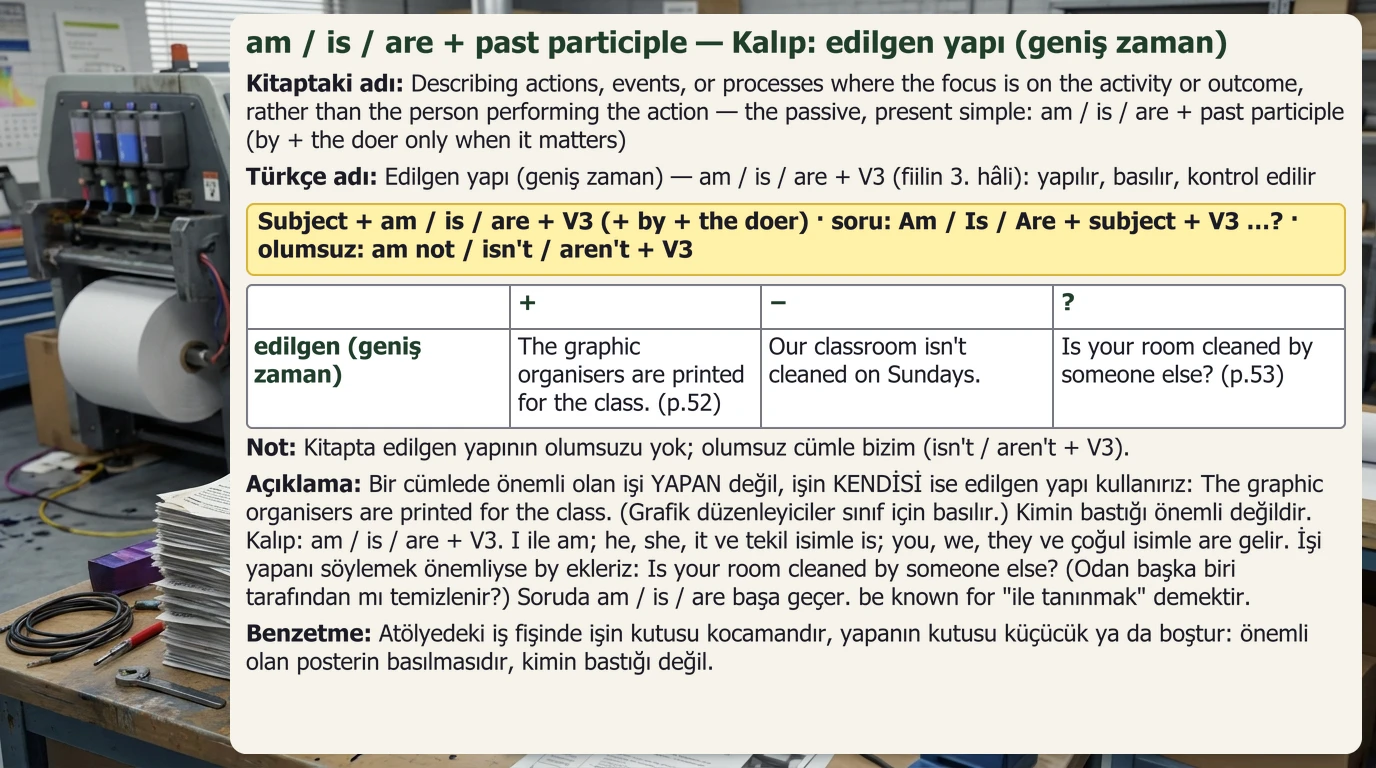 am / is / are + past participle — Kalıp: edilgen yapı (geniş zaman)
Kitaptaki adı: Describing actions, events, or processes where the focus is on the activity or outcome,
rather than the person performing the action — the passive, present simple: am / is / are + past participle
(by + the doer only when it matters)
Türkçe adı: Edilgen yapı (geniş zaman) — am / is / are + V3 (fiilin 3. hâli): yapılır, basılır, kontrol edilir
Subject + am / is / are + V3 (+ by + the doer) · soru: Am / Is / Are + subject + V3 …? ·
olumsuz: am not / isn't / aren't + V3
+ − ?
edilgen (geniş The graphic Our classroom isn't Is your room cleaned by
zaman) organisers are printed cleaned on Sundays. someone else? (p.53)
for the class. (p.52)
Not: Kitapta edilgen yapının olumsuzu yok; olumsuz cümle bizim (isn't / aren't + V3).
Açıklama: Bir cümlede önemli olan işi YAPAN değil, işin KENDİSİ ise edilgen yapı kullanırız: The graphic
organisers are printed for the class. (Grafik düzenleyiciler sınıf için basılır.) Kimin bastığı önemli değildir.
Kalıp: am / is / are + V3. I ile am; he, she, it ve tekil isimle is; you, we, they ve çoğul isimle are gelir. İşi
yapanı söylemek önemliyse by ekleriz: Is your room cleaned by someone else? (Odan başka biri
tarafından mı temizlenir?) Soruda am / is / are başa geçer. be known for "ile tanınmak" demektir.
Benzetme: Atölyedeki iş fişinde işin kutusu kocamandır, yapanın kutusu küçücük ya da boştur: önemli
olan posterin basılmasıdır, kimin bastığı değil.